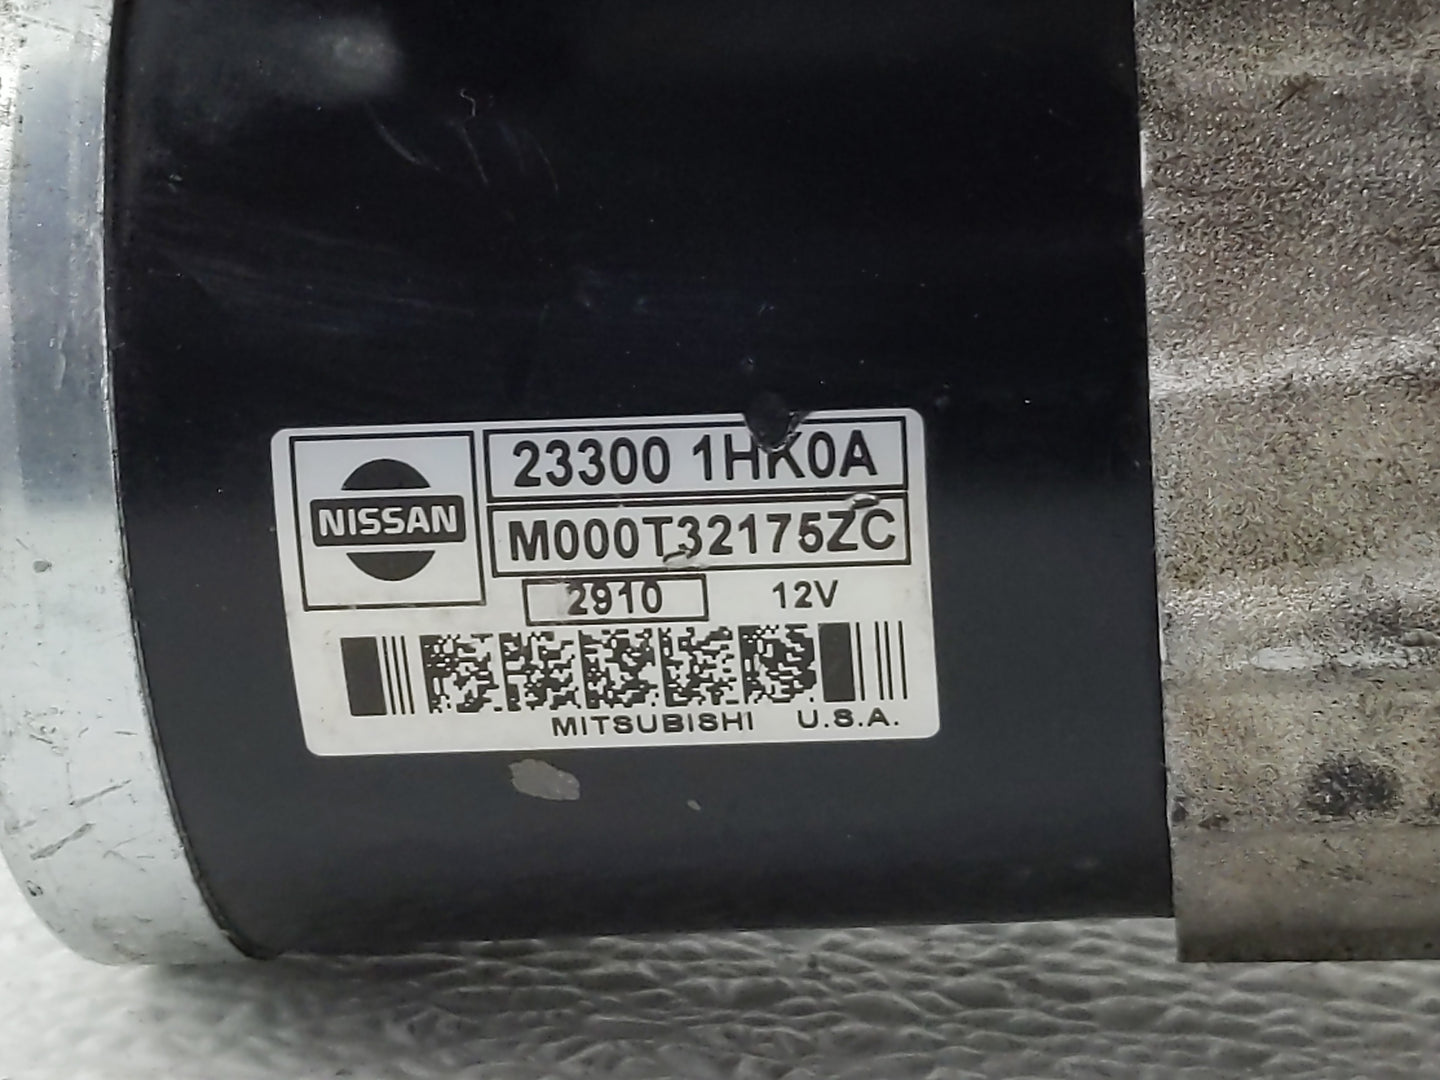 NISSAN
23300 1HK0A
M000T32175ZC
2910 12V
MITSUBISHI U.S.A.